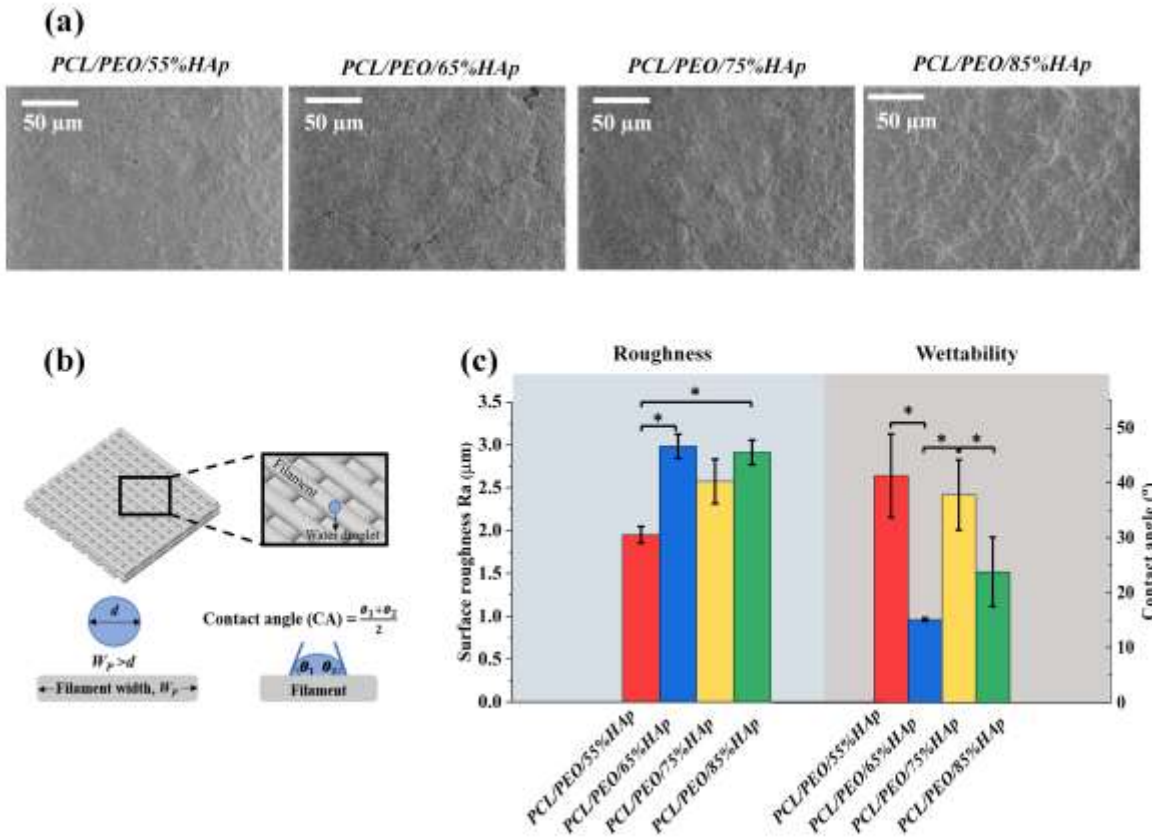 (a)
PCL/PEO/55%HAp
PCL/PEO/65%HAp
PCL/PEO/75%HAp
PCL/PEO/85%HAp
50 µm
50 µm
50 µm
50 µm
(b)
Filament
Water droplet
d
W_P >d
Filament width, W_P
Contact angle (CA) = θ₁+θ₂/2
θ₁ θ₂
Filament
(c)
Roughness
Wettability
Surface roughness Ra (µm)
3.5
3.0
2.5
2.0
1.5
1.0
0.5
0.0
*
*
*
*
*
*
50
40
30
20
10
0
Contact angle (°)
PCL/PEO/55%HAp
PCL/PEO/65%HAp
PCL/PEO/75%HAp
PCL/PEO/85%HAp
PCL/PEO/55%HAp
PCL/PEO/65%HAp
PCL/PEO/75%HAp
PCL/PEO/85%HAp